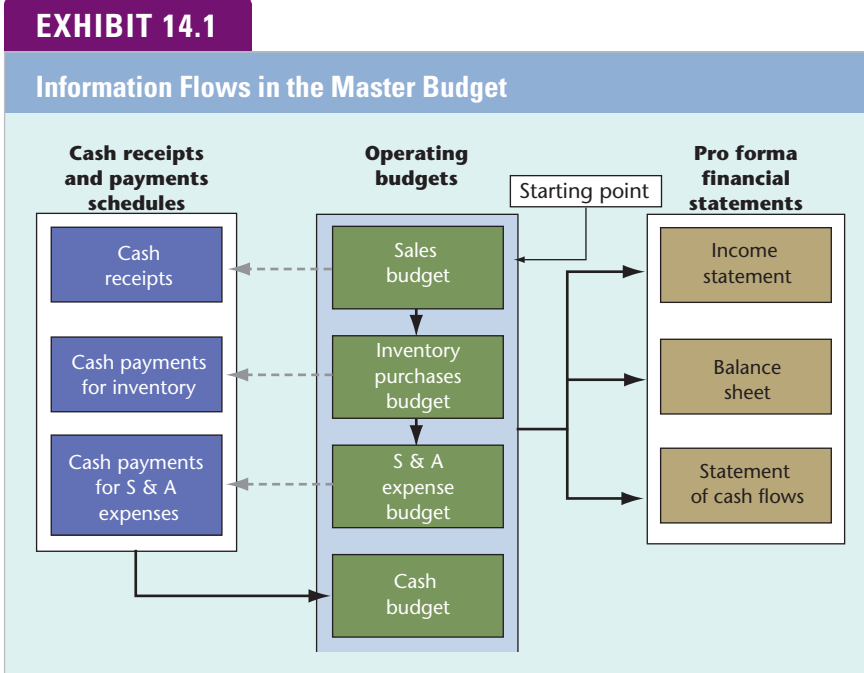 EXHIBIT 14.1
Information Flows in the Master Budget
Cash receipts
and payments
schedules
Operating
budgets
Pro forma
financial
statements
Starting point
Cash
receipts
Sales
budget
Income
statement
Cash payments
for inventory
Inventory
purchases
budget
Balance
sheet
Cash payments
for S & A
expenses
S & A
expense
budget
Statement
of cash flows
Cash
budget